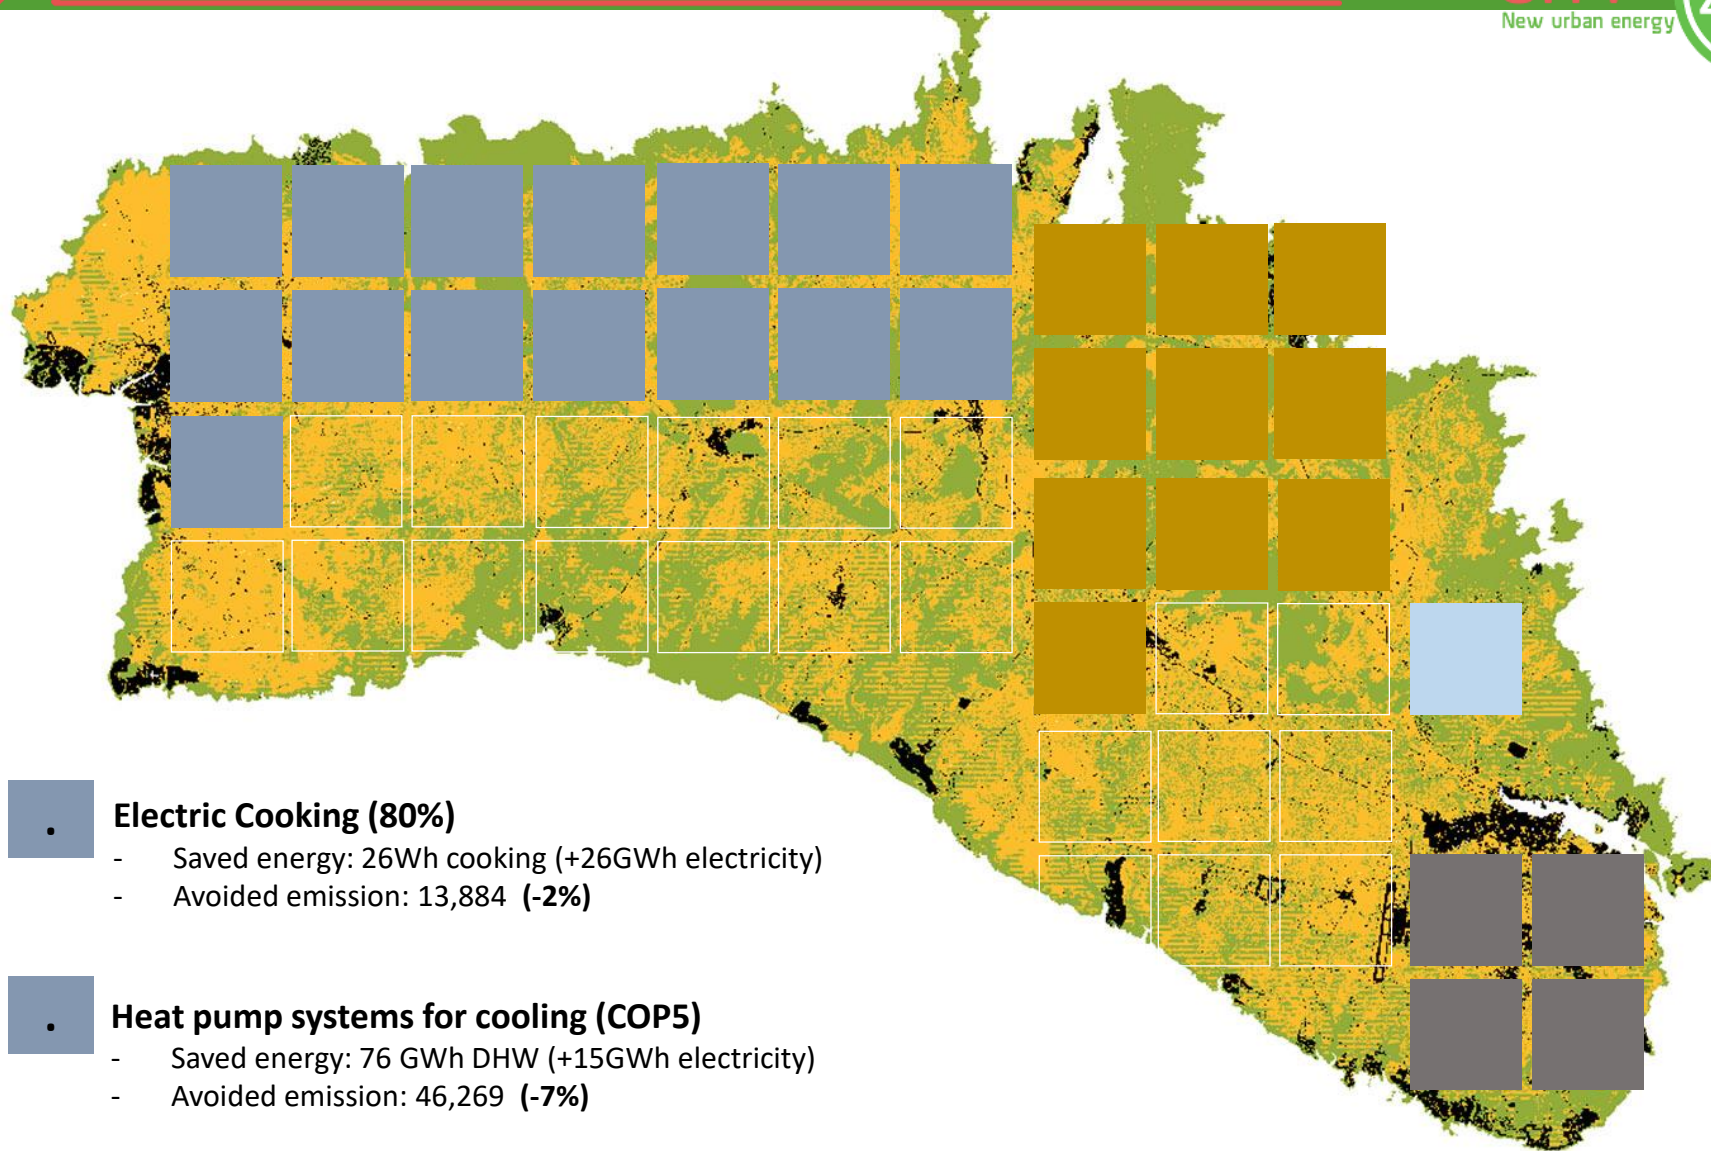 New urban energy
. Electric Cooking (80%)
- Saved energy: 26Wh cooking (+26GWh electricity)
- Avoided emission: 13,884 (-2%)
. Heat pump systems for cooling (COP5)
- Saved energy: 76 GWh DHW (+15GWh electricity)
- Avoided emission: 46,269 (-7%)